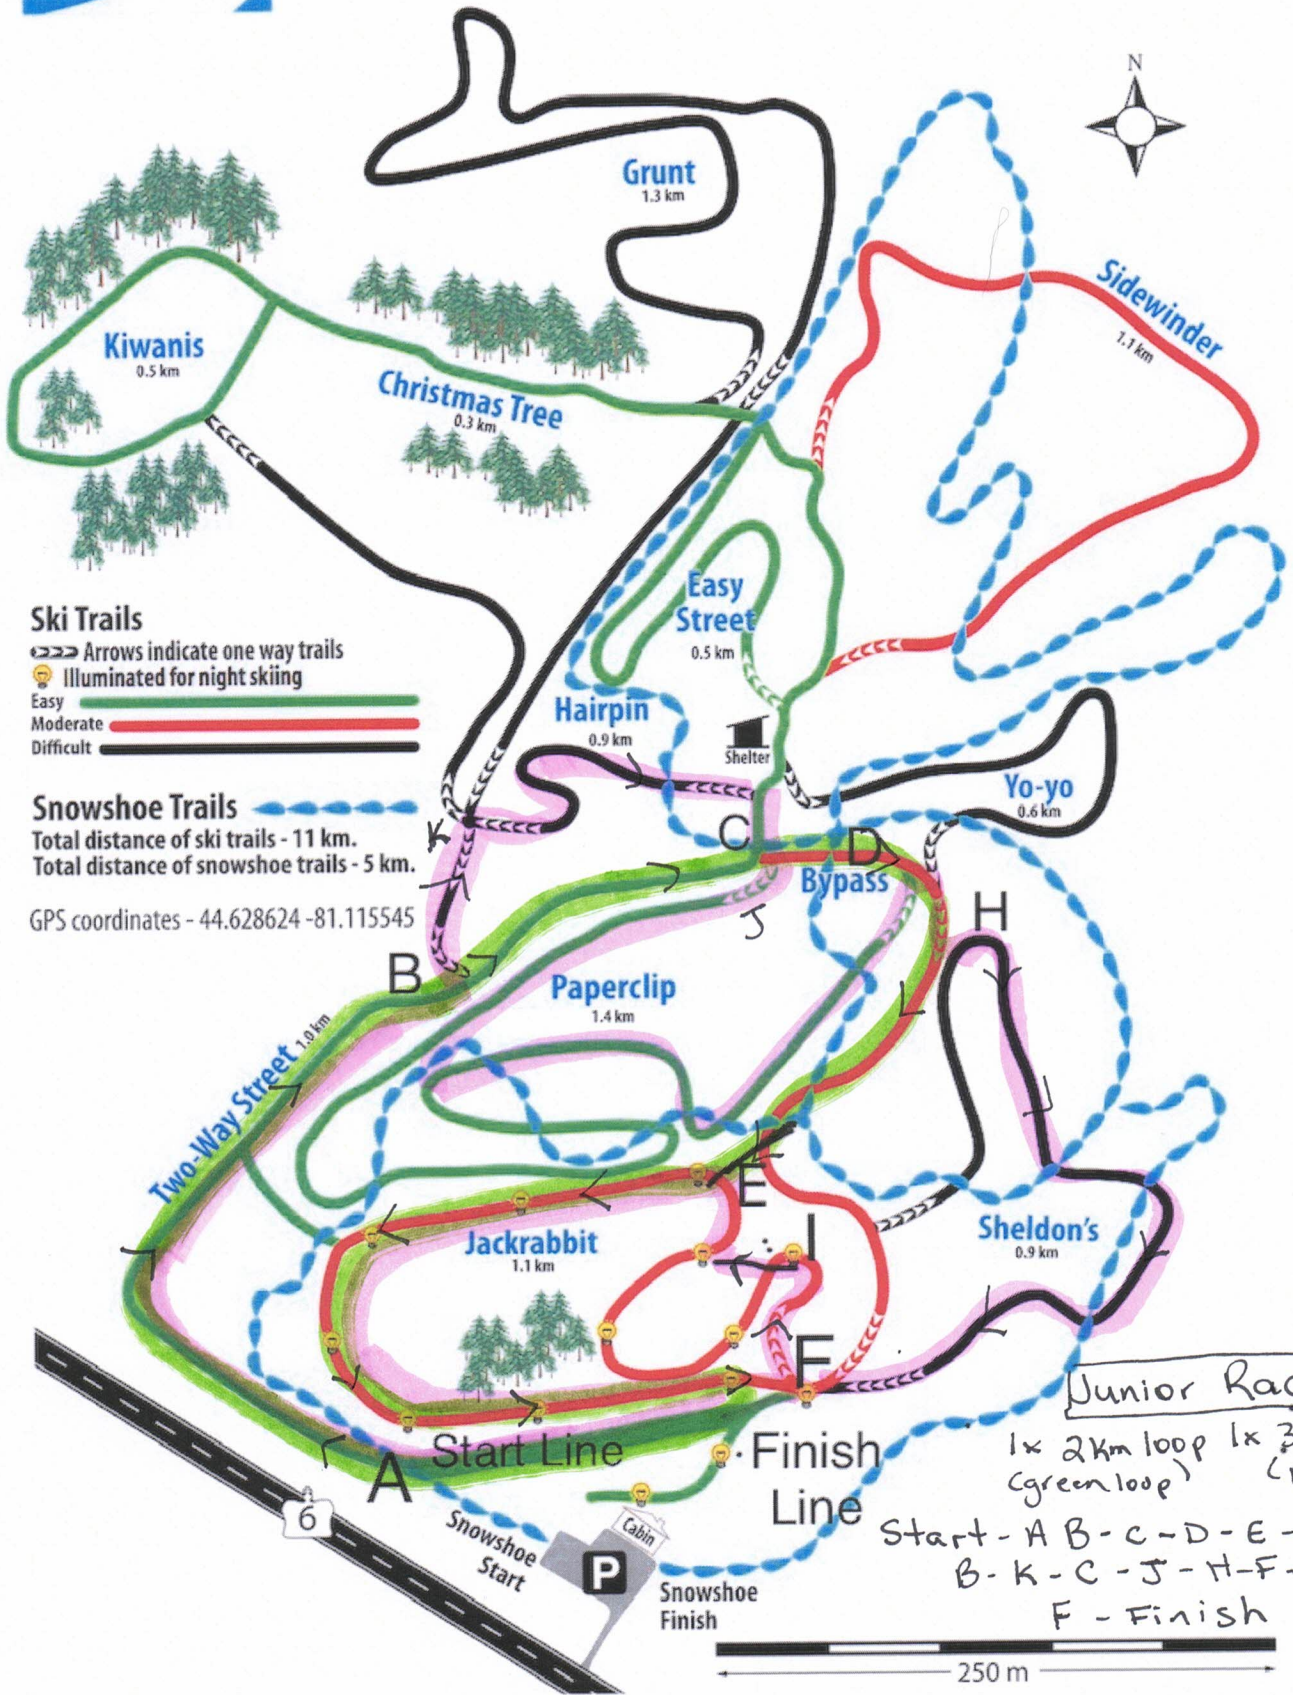 N
Grunt
1.3 km
Sidewinder
1.1 km
Kiwanis
0.5 km
Christmas Tree
0.3 km
Easy
Street
0.5 km
Ski Trails
Arrows indicate one way trails
Illuminated for night skiing
Easy
Moderate
Difficult
Hairpin
0.9 km
Shelter
Yo-yo
0.6 km
Snowshoe Trails
Total distance of ski trails - 11 km.
Total distance of snowshoe trails - 5 km.
GPS coordinates - 44.628624 -81.115545
K
C
D
Bypass
H
J
B
Paperclip
1.4 km
Two-Way Street 1.0 km
E
I
Jackrabbit
1.1 km
Sheldon's
0.9 km
F
Start Line
A
Finish
Line
6
Snowshoe
Start
Cabin
P
Snowshoe
Finish
Junior
1x 2km loop 1x
(green loop)
Start - A B - C - D - E -
B - K - C - J - H - F -
F - Finish
250 m